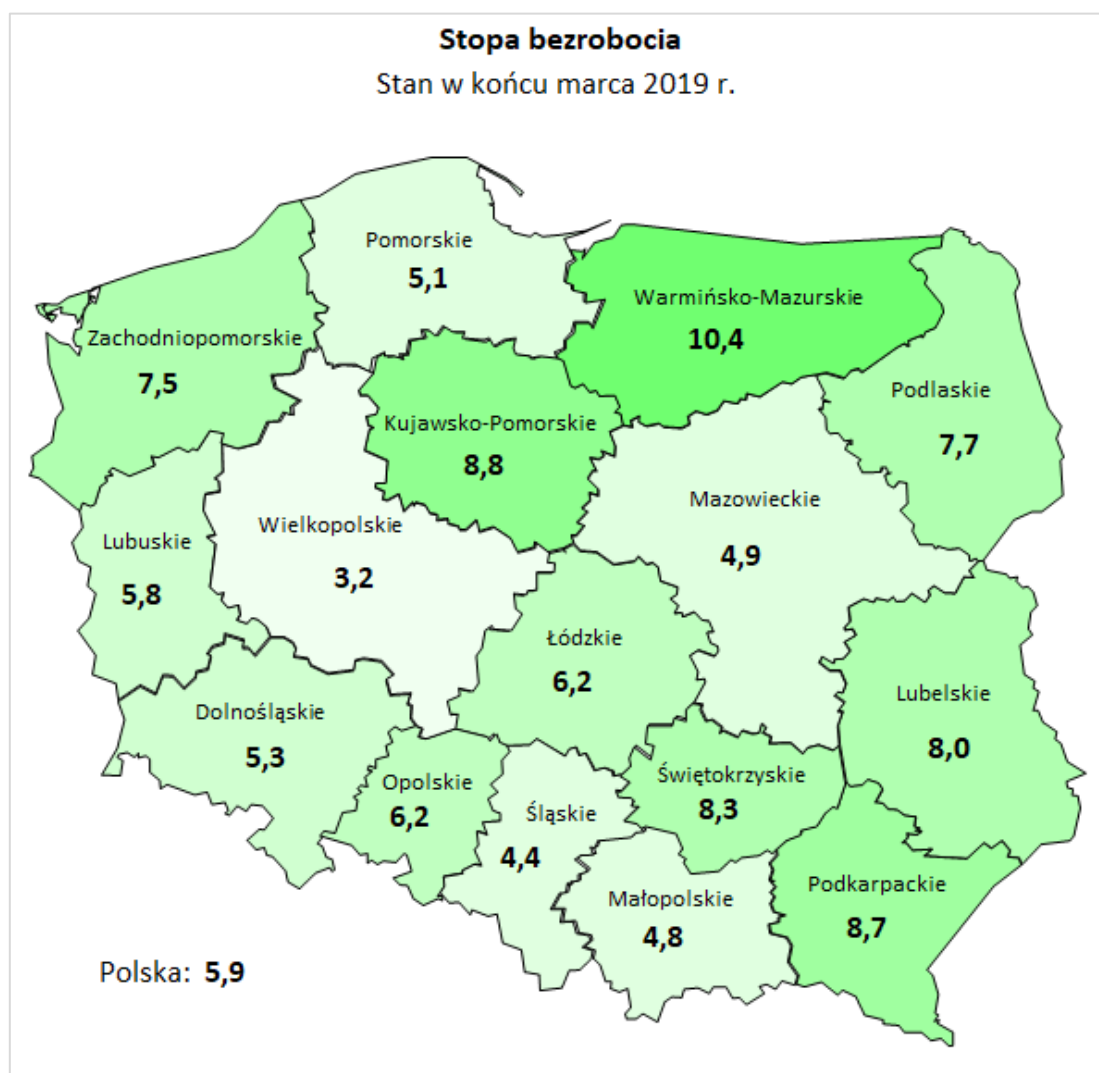 Stopa bezrobocia
Stan w końcu marca 2019 r.
Pomorskie
5,1
Warmińsko-Mazurskie
10,4
Zachodniopomorskie
7,5
Podlaskie
7,7
Kujawsko-Pomorskie
8,8
Mazowieckie
4,9
Wielkopolskie
3,2
Lubuskie
5,8
Łódzkie
6,2
Lubelskie
8,0
Dolnośląskie
5,3
Opolskie
6,2
Śląskie
4,4
Świętokrzyskie
8,3
Małopolskie
4,8
Podkarpackie
8,7
Polska: 5,9